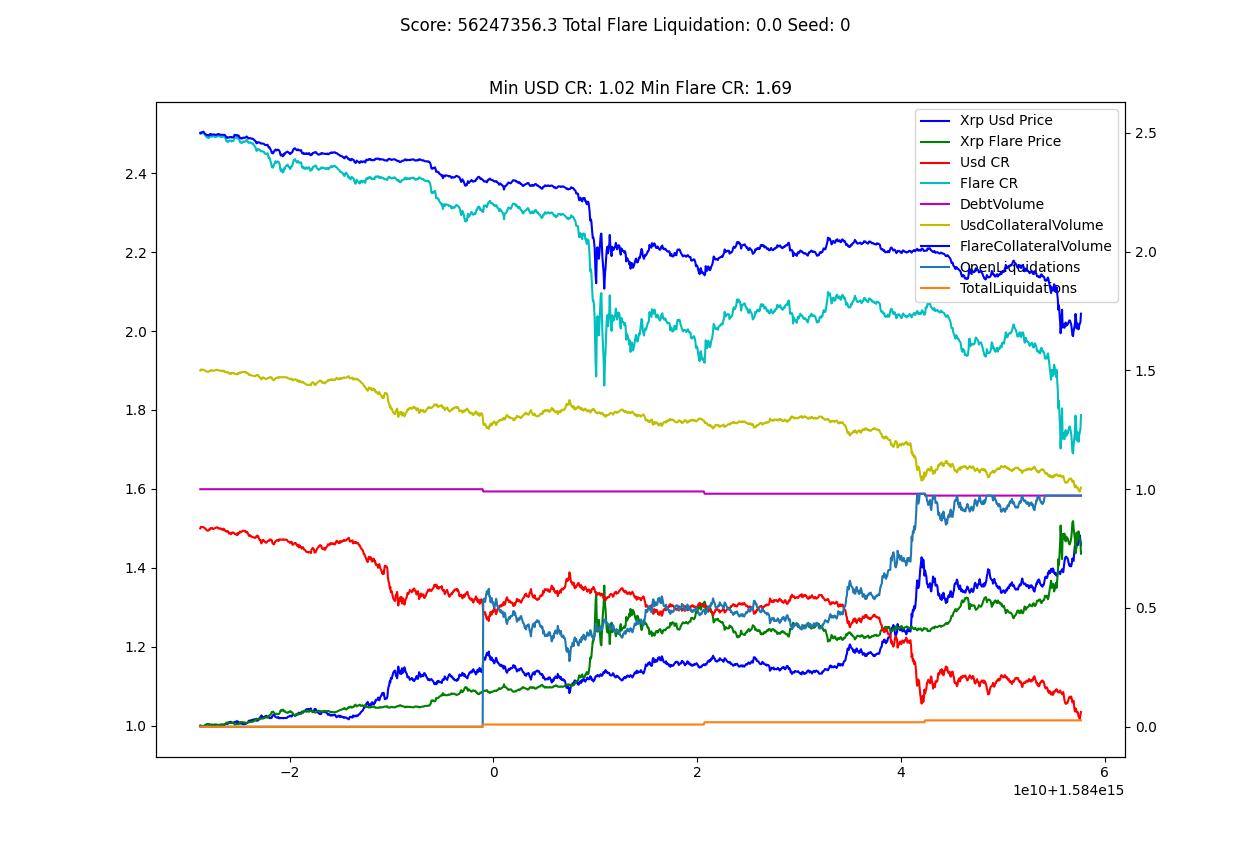 Score: 56247356.3 Total Flare Liquidation: 0.0 Seed: 0
Min USD CR: 1.02 Min Flare CR: 1.69
Xrp Usd Price
Xrp Flare Price
Usd CR
Flare CR
DebtVolume
UsdCollateralVolume
FlareCollateralVolume
OpenLiquidations
TotalLiquidations
2.4
2.2
2.0
1.8
1.6
1.4
1.2
1.0
2.5
2.0
1.5
1.0
0.5
0.0
−2 0 2 4 6
1e10+1.584e15